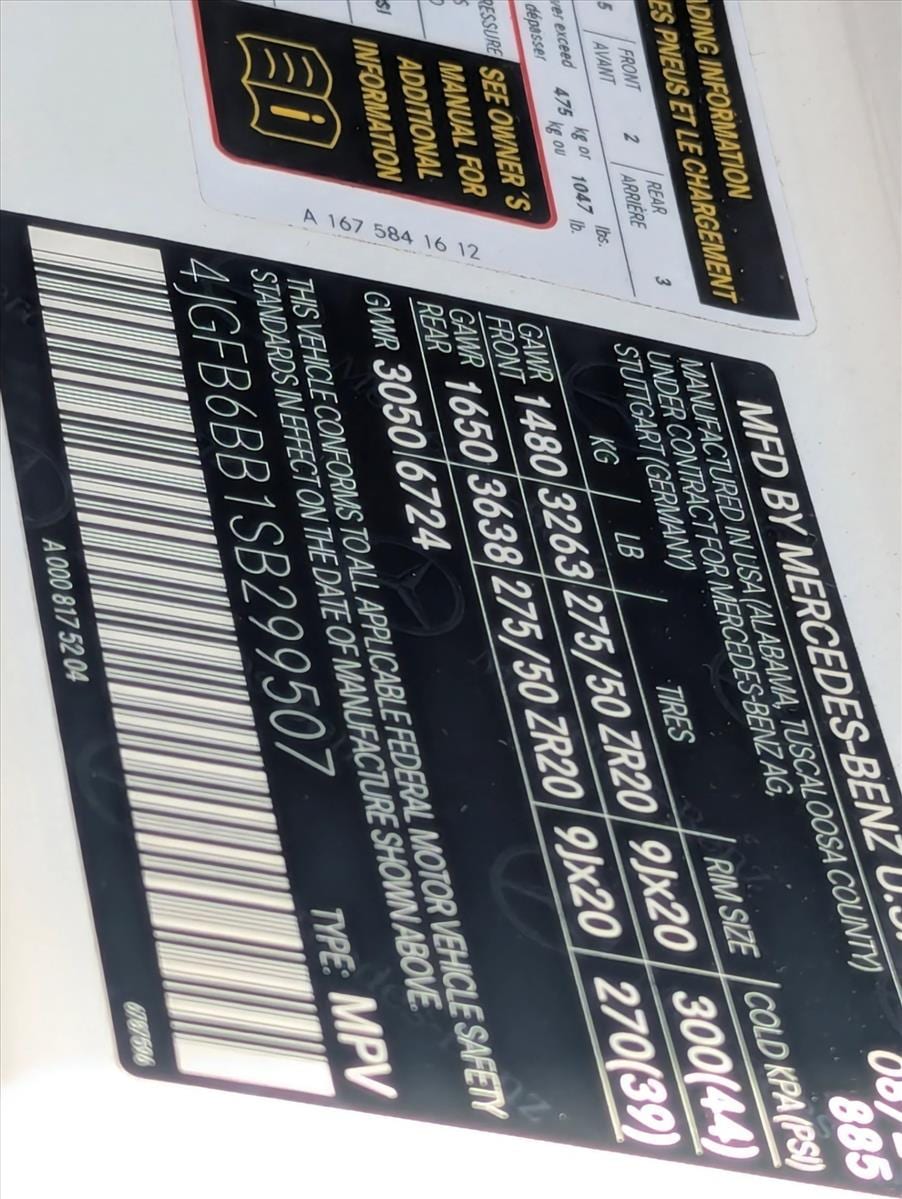 ADING INFORMATION
ES PNEUS ET LE CHARGEMENT
5 FRONT 2 REAR 3
AVANT ARRIÈRE
ver exceed 475 kg or 1047 lbs.
dépasser kg ou lb.
RESSURE
SEE OWNER'S
MANUAL FOR
ADDITIONAL
INFORMATION
A 167 584 16 12
MFD BY MERCEDES-BENZ U.S.
MANUFACTURED IN USA (ALABAMA, TUSCALOOSA COUNTY)
UNDER CONTRACT FOR MERCEDES-BENZ AG,
STUTTGART (GERMANY)
885
KG LB TIRES RIM SIZE COLD KPA(PSI)
GAWR FRONT 1480 3263 275/50 ZR20 9Jx20 300(44)
GAWR REAR 1650 3638 275/50 ZR20 9Jx20 270(39)
GVWR 3050 6724
THIS VEHICLE CONFORMS TO ALL APPLICABLE FEDERAL MOTOR VEHICLE SAFETY
STANDARDS IN EFFECT ON THE DATE OF MANUFACTURE SHOWN ABOVE.
4JGFB6BB1SB299507 TYPE: MPV
A 000 817 52 04